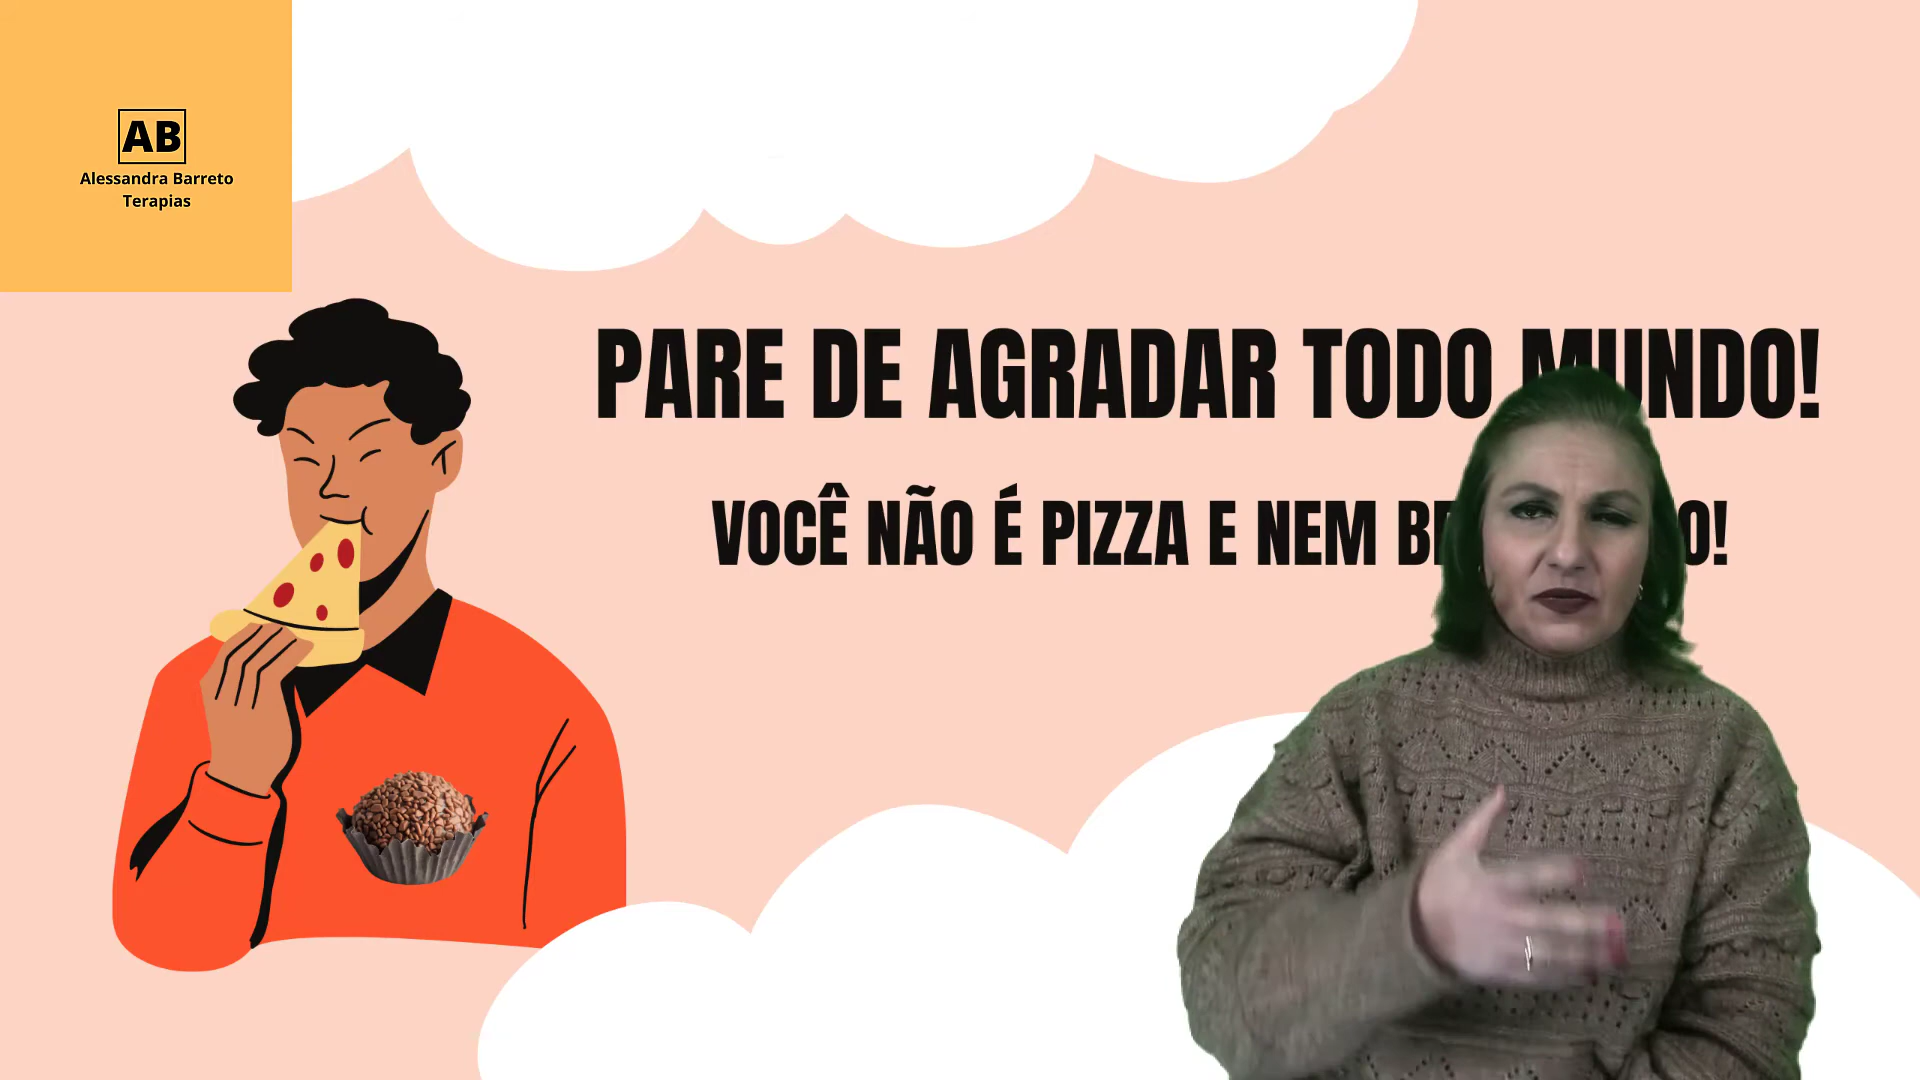 AB
Alessandra Barreto
Terapias
PARE DE AGRADAR TODO MUNDO!
VOCÊ NÃO É PIZZA E NEM